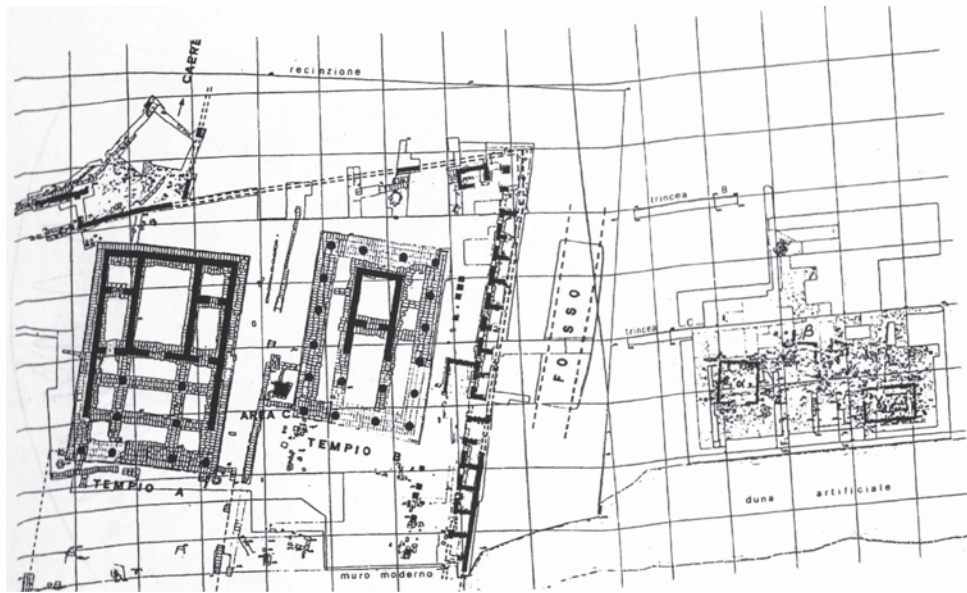 CAERE
recinzione
trincea B
FOSSO
trincea C
β
α
AREA C
TEMPIO B
TEMPIO A
duna artificiale
muro moderno